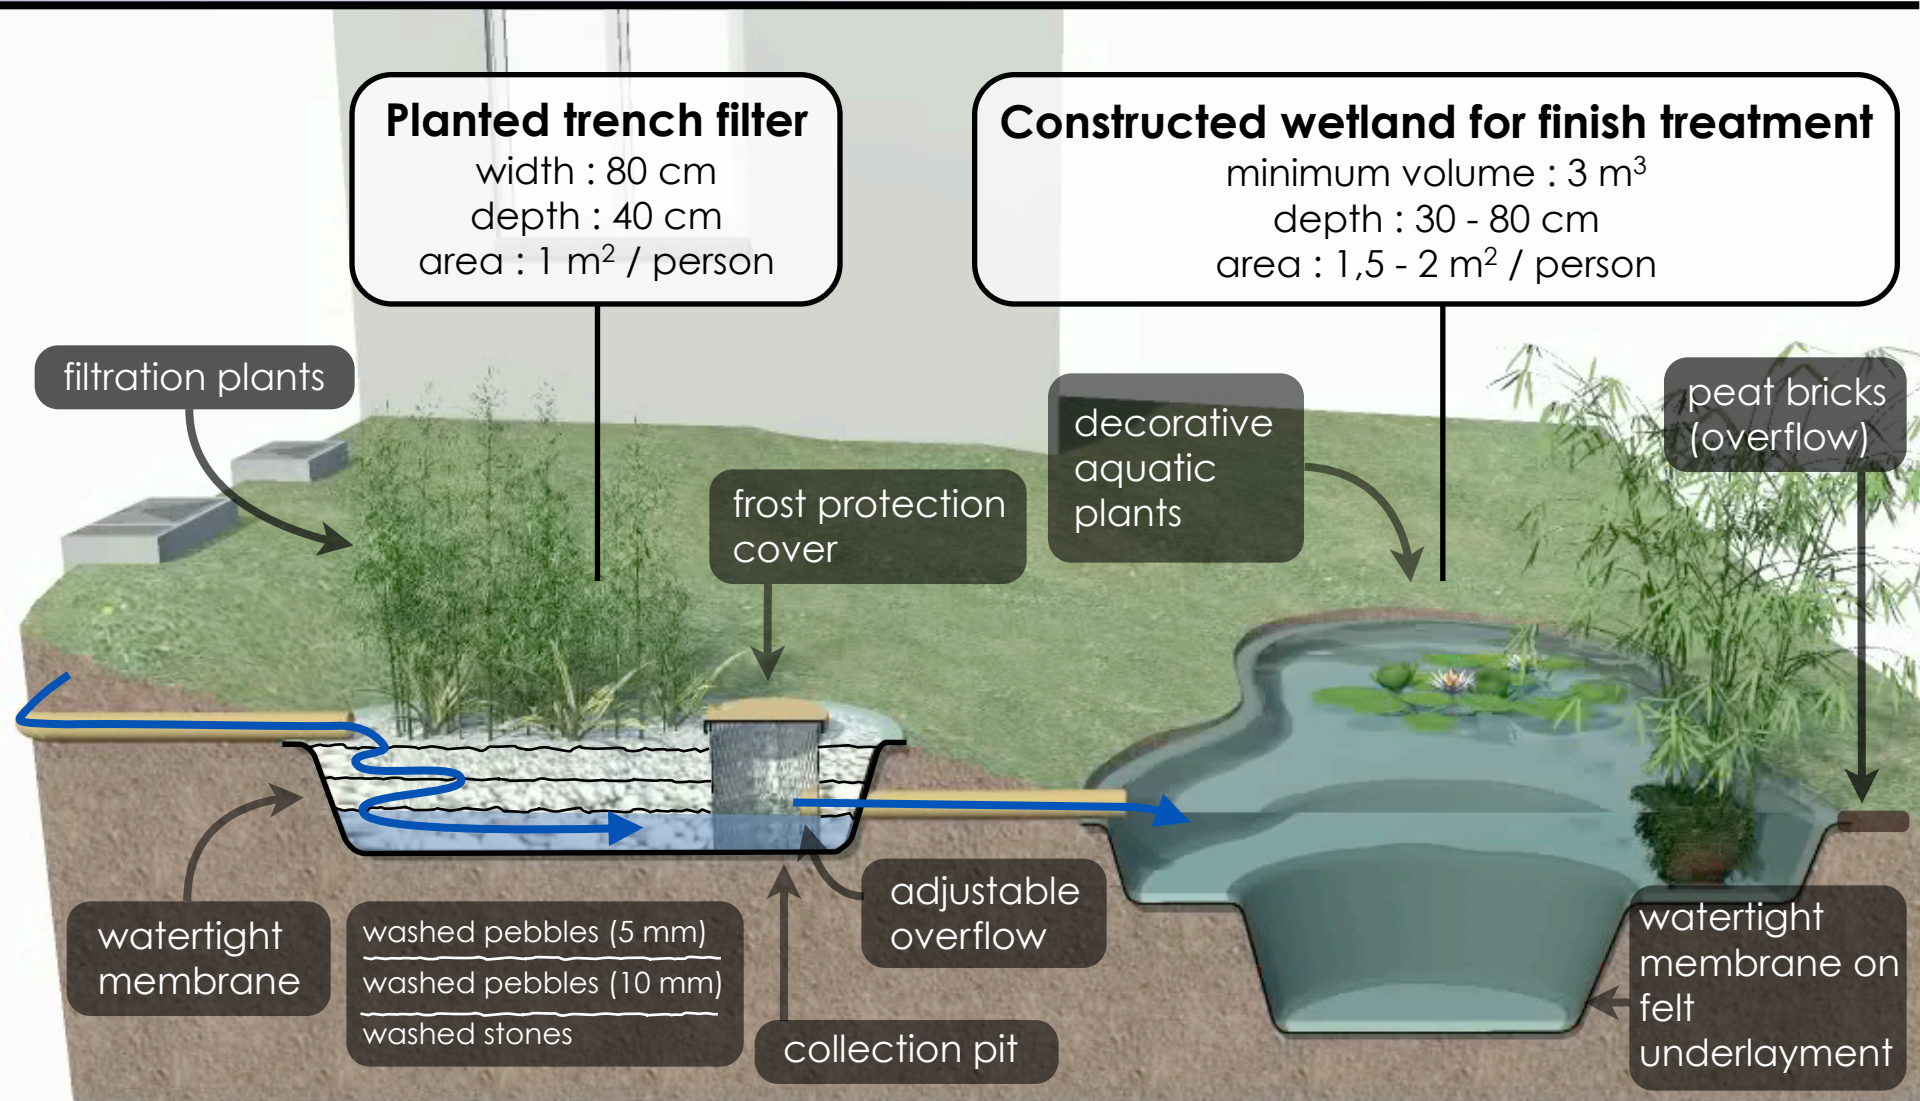 Planted trench filter
width : 80 cm
depth : 40 cm
area : 1 m² / person
Constructed wetland for finish treatment
minimum volume : 3 m³
depth : 30 - 80 cm
area : 1,5 - 2 m² / person
filtration plants
frost protection
cover
decorative
aquatic
plants
peat bricks
(overflow)
watertight
membrane
washed pebbles (5 mm)
washed pebbles (10 mm)
washed stones
collection pit
adjustable
overflow
watertight
membrane on
felt
underlayment